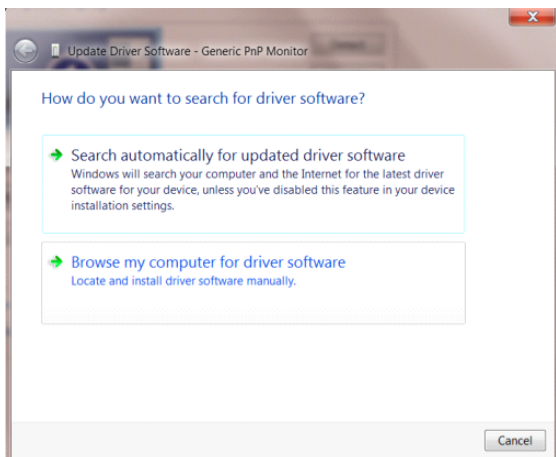 Update Driver Software - Generic PnP Monitor
How do you want to search for driver software?
Search automatically for updated driver software
Windows will search your computer and the Internet for the latest driver
software for your device, unless you've disabled this feature in your device
installation settings.
Browse my computer for driver software
Locate and install driver software manually.
Cancel